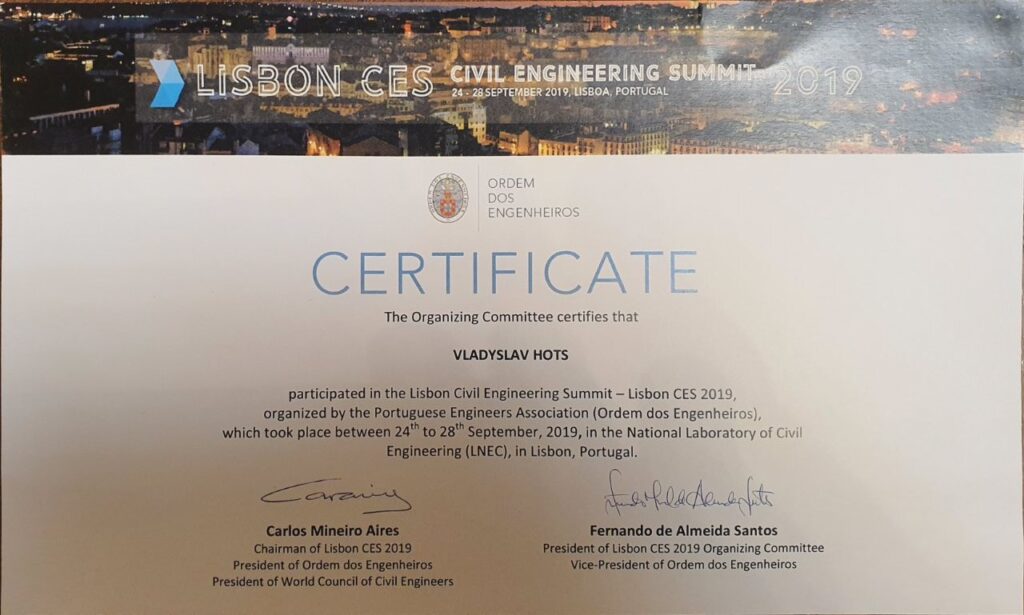 LISBON CES CIVIL ENGINEERING SUMMIT 2019
24 - 28 SEPTEMBER 2019, LISBOA, PORTUGAL
ORDEM
DOS
ENGENHEIROS
CERTIFICATE
The Organizing Committee certifies that
VLADYSLAV HOTS
participated in the Lisbon Civil Engineering Summit – Lisbon CES 2019,
organized by the Portuguese Engineers Association (Ordem dos Engenheiros),
which took place between 24th to 28th September, 2019, in the National Laboratory of Civil
Engineering (LNEC), in Lisbon, Portugal.
Carlos Mineiro Aires
Chairman of Lisbon CES 2019
President of Ordem dos Engenheiros
President of World Council of Civil Engineers
Fernando de Almeida Santos
President of Lisbon CES 2019 Organizing Committee
Vice-President of Ordem dos Engenheiros